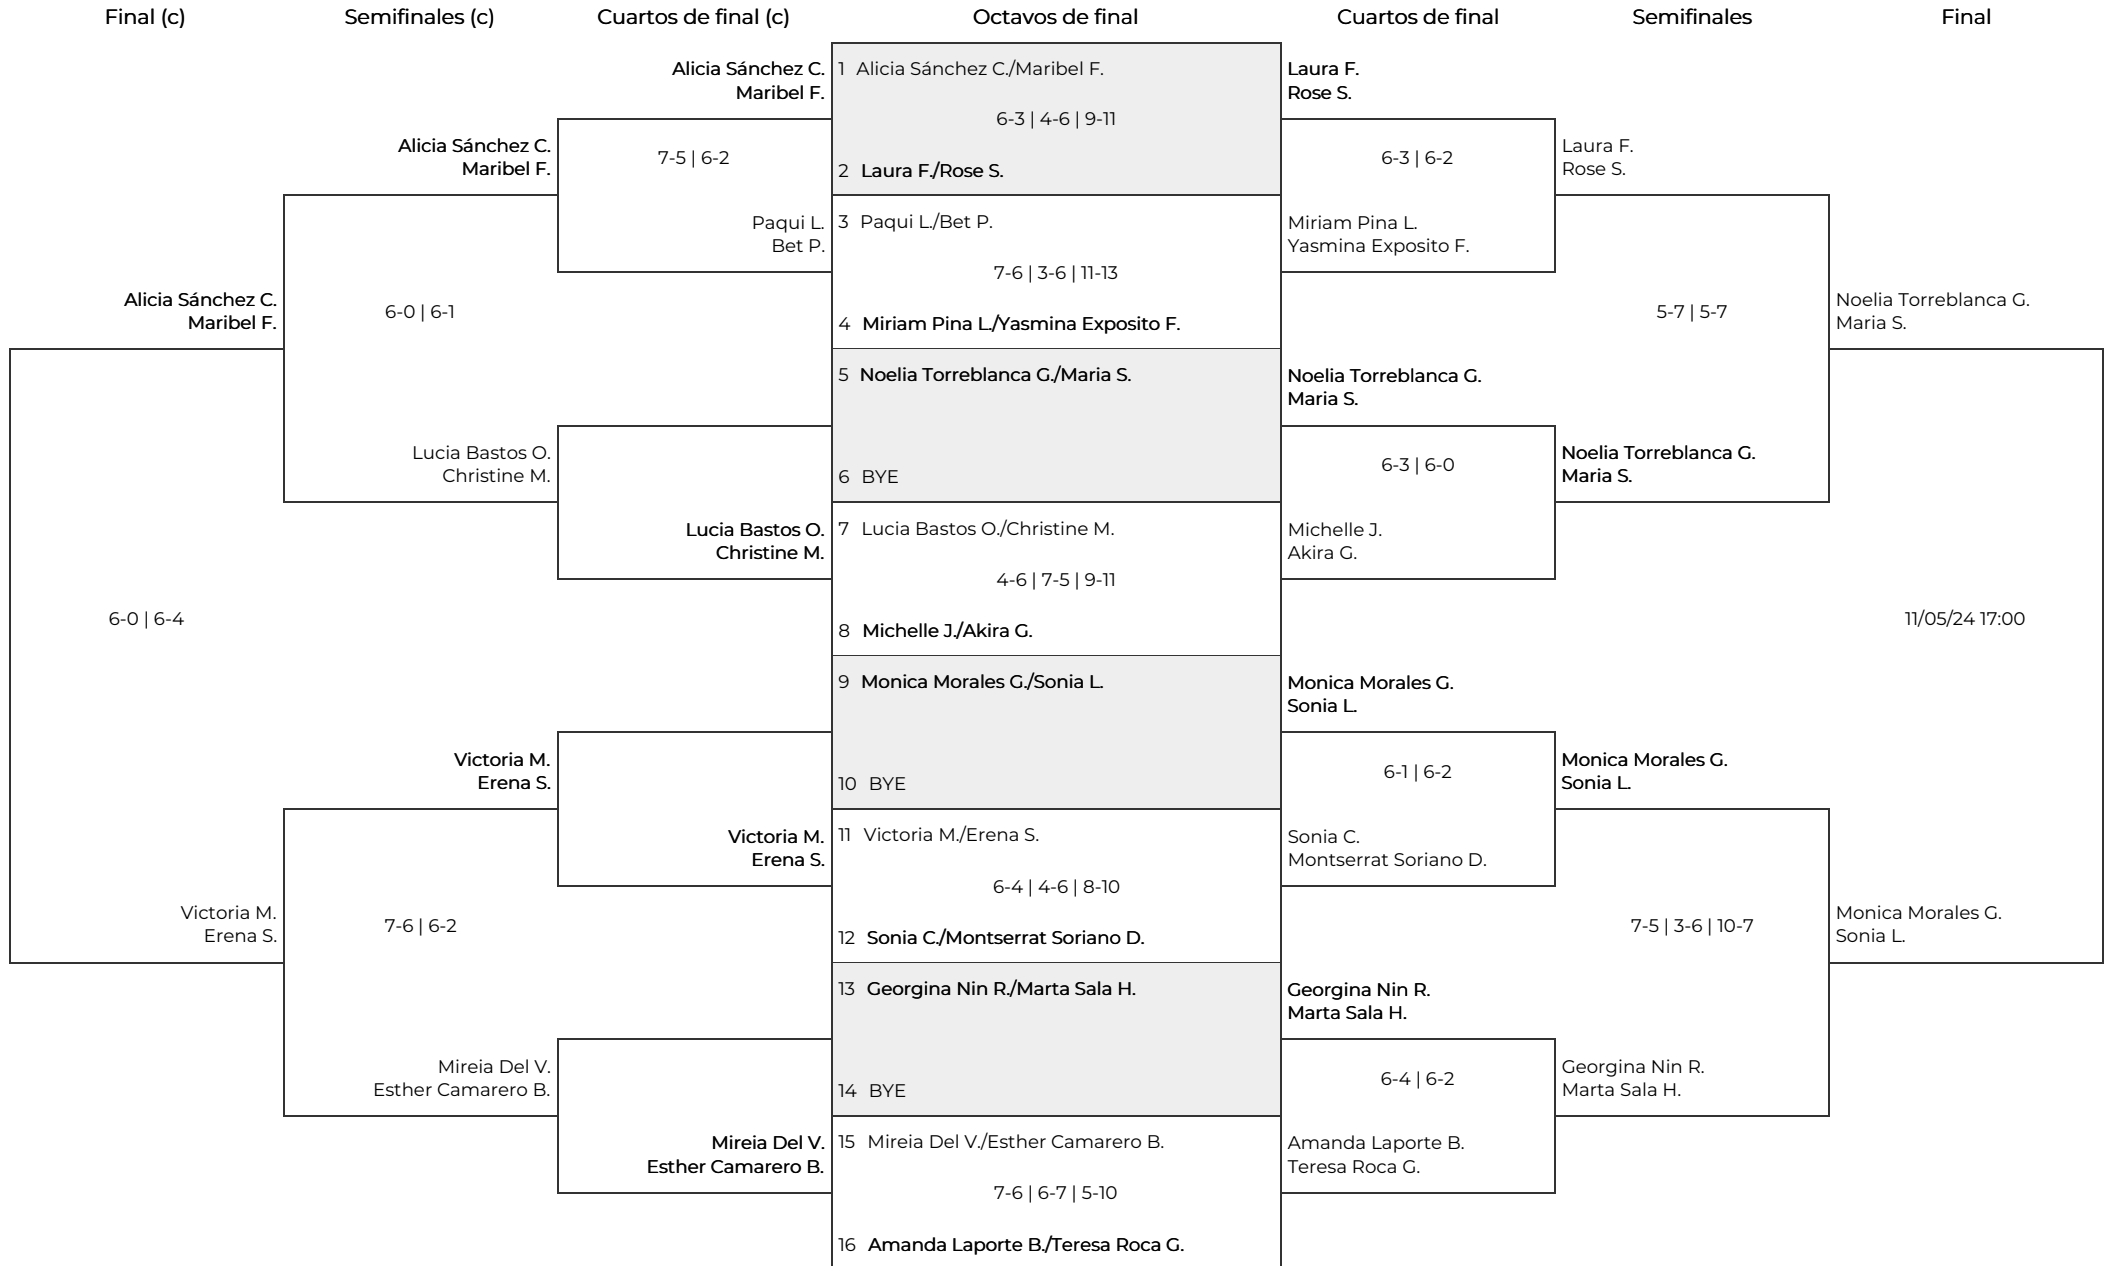 Final (c)
Semifinales (c)
Cuartos de final (c)
Octavos de final
Cuartos de final
Semifinales
Final
Alicia Sánchez C.
Maribel F.
6-0 | 6-4
Victoria M.
Erena S.
Alicia Sánchez C.
Maribel F.
6-0 | 6-1
Lucia Bastos O.
Christine M.
Victoria M.
Erena S.
7-6 | 6-2
Mireia Del V.
Esther Camarero B.
Alicia Sánchez C.
Maribel F.
7-5 | 6-2
Paqui L.
Bet P.
Lucia Bastos O.
Christine M.
Victoria M.
Erena S.
Mireia Del V.
Esther Camarero B.
1 Alicia Sánchez C./Maribel F.
6-3 | 4-6 | 9-11
2 Laura F./Rose S.
3 Paqui L./Bet P.
7-6 | 3-6 | 11-13
4 Miriam Pina L./Yasmina Exposito F.
5 Noelia Torreblanca G./Maria S.
6 BYE
7 Lucia Bastos O./Christine M.
4-6 | 7-5 | 9-11
8 Michelle J./Akira G.
9 Monica Morales G./Sonia L.
10 BYE
11 Victoria M./Erena S.
6-4 | 4-6 | 8-10
12 Sonia C./Montserrat Soriano D.
13 Georgina Nin R./Marta Sala H.
14 BYE
15 Mireia Del V./Esther Camarero B.
7-6 | 6-7 | 5-10
16 Amanda Laporte B./Teresa Roca G.
Laura F.
Rose S.
6-3 | 6-2
Miriam Pina L.
Yasmina Exposito F.
Noelia Torreblanca G.
Maria S.
6-3 | 6-0
Michelle J.
Akira G.
Monica Morales G.
Sonia L.
6-1 | 6-2
Sonia C.
Montserrat Soriano D.
Georgina Nin R.
Marta Sala H.
6-4 | 6-2
Amanda Laporte B.
Teresa Roca G.
Laura F.
Rose S.
5-7 | 5-7
Noelia Torreblanca G.
Maria S.
Monica Morales G.
Sonia L.
7-5 | 3-6 | 10-7
Georgina Nin R.
Marta Sala H.
Noelia Torreblanca G.
Maria S.
11/05/24 17:00
Monica Morales G.
Sonia L.